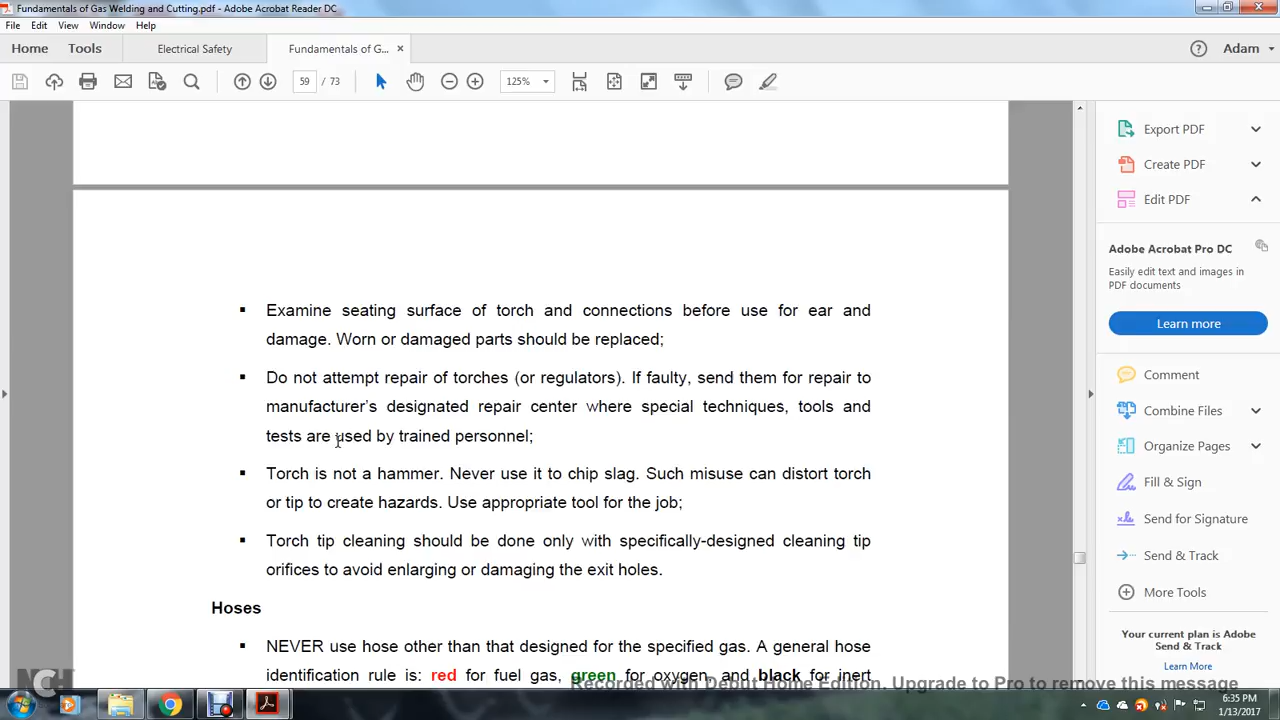 Fundamentals of Gas Welding and Cutting.pdf - Adobe Acrobat Reader DC
File Edit View Window Help
Home Tools Electrical Safety Fundamentals of G... × Adam
59 / 73 125%
Export PDF
Create PDF
Edit PDF
Adobe Acrobat Pro DC
Easily edit text and images in
PDF documents
Learn more
Comment
Combine Files
Organize Pages
Fill & Sign
Send for Signature
Send & Track
More Tools
Your current plan is Adobe
Send & Track
Learn More
▪ Examine seating surface of torch and connections before use for ear and
damage. Worn or damaged parts should be replaced;
▪ Do not attempt repair of torches (or regulators). If faulty, send them for repair to
manufacturer's designated repair center where special techniques, tools and
tests are used by trained personnel;
▪ Torch is not a hammer. Never use it to chip slag. Such misuse can distort torch
or tip to create hazards. Use appropriate tool for the job;
▪ Torch tip cleaning should be done only with specifically-designed cleaning tip
orifices to avoid enlarging or damaging the exit holes.
Hoses
▪ NEVER use hose other than that designed for the specified gas. A general hose
identification rule is: red for fuel gas, green for oxygen, and black for inert
NCH
Recorded with Debut Home Edition. Upgrade to Pro to remove this message
6:35 PM
1/13/2017